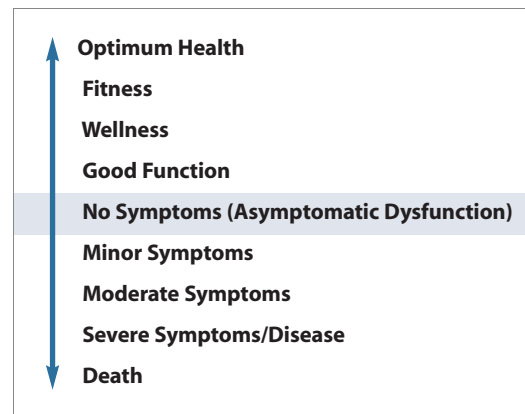 Optimum Health
Fitness
Wellness
Good Function
No Symptoms (Asymptomatic Dysfunction)
Minor Symptoms
Moderate Symptoms
Severe Symptoms/Disease
Death